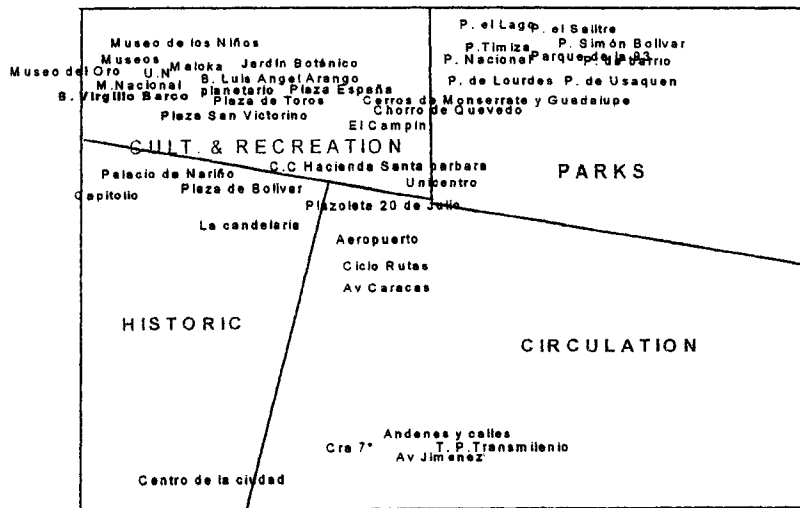 P. el Lago
P. el Salitre
Museo de los Niños
P.Timiza
P. Simón Bolivar
Museos
Maloka
Jardín Botánico
P. Nacional
Parque de la 93
P. de barrio
Museo del Oro
U.N
B. Luis Angel Arango
M.Nacional
planetario
Plaza España
P. de Lourdes
P. de Usaquen
B. Virgilio Barco
Plaza de Toros
Cerros de Monserrate y Guadalupe
Plaza San Victorino
Chorro de Quevedo
El Campín
CULT. & RECREATION
C.C Hacienda Santa barbara
PARKS
Palacio de Nariño
Unicentro
Capitolio
Plaza de Bolivar
Plazoleta 20 de Julio
La candelaria
Aeropuerto
Ciclo Rutas
Av Caracas
HISTORIC
CIRCULATION
Andenes y calles
Cra 7ª
T. P.Transmilenio
Av Jimenez
Centro de la ciudad